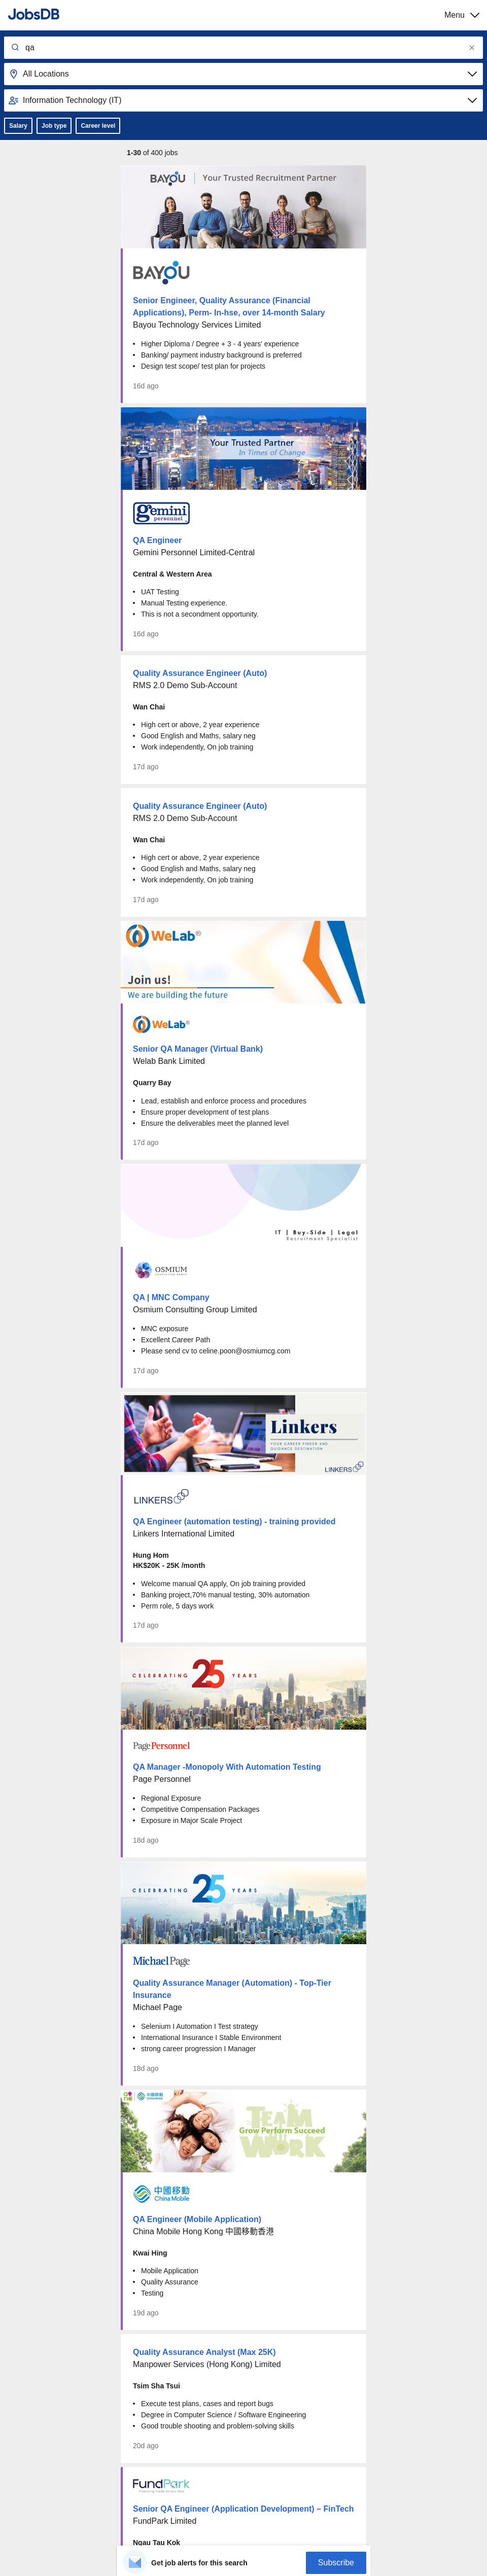 JobsDB
Menu
qa
All Locations
Information Technology (IT)
Salary
Job type
Career level
1-30 of 400 jobs
BAYOU
Your Trusted Recruitment Partner
BAYOU
Senior Engineer, Quality Assurance (Financial
Applications), Perm- In-hse, over 14-month Salary
Bayou Technology Services Limited
Higher Diploma / Degree + 3 - 4 years' experience
Banking/ payment industry background is preferred
Design test scope/ test plan for projects
16d ago
Your Trusted Partner
In Times of Change
gemini
personnel
QA Engineer
Gemini Personnel Limited-Central
Central & Western Area
UAT Testing
Manual Testing experience.
This is not a secondment opportunity.
16d ago
Quality Assurance Engineer (Auto)
RMS 2.0 Demo Sub-Account
Wan Chai
High cert or above, 2 year experience
Good English and Maths, salary neg
Work independently, On job training
17d ago
Quality Assurance Engineer (Auto)
RMS 2.0 Demo Sub-Account
Wan Chai
High cert or above, 2 year experience
Good English and Maths, salary neg
Work independently, On job training
17d ago
WeLab®
Join us!
We are building the future
WeLab®
Senior QA Manager (Virtual Bank)
Welab Bank Limited
Quarry Bay
Lead, establish and enforce process and procedures
Ensure proper development of test plans
Ensure the deliverables meet the planned level
17d ago
IT | Buy-Side | Legal
Recruitment Specialist
OSMIUM
QA | MNC Company
Osmium Consulting Group Limited
MNC exposure
Excellent Career Path
Please send cv to celine.poon@osmiumcg.com
17d ago
Linkers
YOUR CAREER FINDER AND
GUIDANCE DESTINATION
LINKERS
LINKERS
QA Engineer (automation testing) - training provided
Linkers International Limited
Hung Hom
HK$20K - 25K /month
Welcome manual QA apply, On job training provided
Banking project,70% manual testing, 30% automation
Perm role, 5 days work
17d ago
CELEBRATING 25 YEARS
PagePersonnel
QA Manager -Monopoly With Automation Testing
Page Personnel
Regional Exposure
Competitive Compensation Packages
Exposure in Major Scale Project
18d ago
CELEBRATING 25 YEARS
MichaelPage
Quality Assurance Manager (Automation) - Top-Tier
Insurance
Michael Page
Selenium I Automation I Test strategy
International Insurance I Stable Environment
strong career progression I Manager
18d ago
中國移動
China Mobile
TEAM
Grow Perform Succeed
WORK
中國移動
China Mobile
QA Engineer (Mobile Application)
China Mobile Hong Kong 中國移動香港
Kwai Hing
Mobile Application
Quality Assurance
Testing
19d ago
Quality Assurance Analyst (Max 25K)
Manpower Services (Hong Kong) Limited
Tsim Sha Tsui
Execute test plans, cases and report bugs
Degree in Computer Science / Software Engineering
Good trouble shooting and problem-solving skills
20d ago
FundPark
Senior QA Engineer (Application Development) – FinTech
FundPark Limited
Ngau Tau Kok
Get job alerts for this search
Subscribe